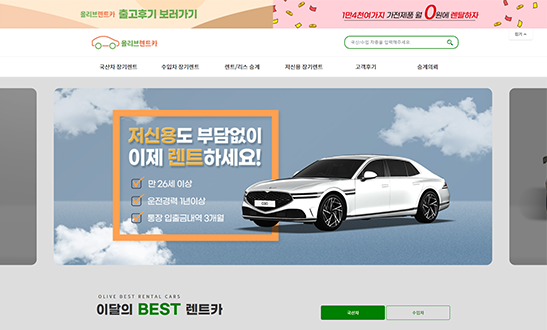 올리브렌트카 출고후기 보러가기
1만4천여가지 가전제품 월 0원에 렌탈하자
올리브렌트카
국산/수입 차종을 입력해주세요
닫기
국산차 장기렌트 수입차 장기렌트 렌트/리스 승계 저신용 장기렌트 고객후기 승계의뢰
저신용도 부담없이
이제 렌트하세요!
만 26세 이상
운전경력 1년이상
통장 입출금내역 3개월
G90
OLIVE BEST RENTAL CARS
이달의 BEST 렌트카
국산차 수입차